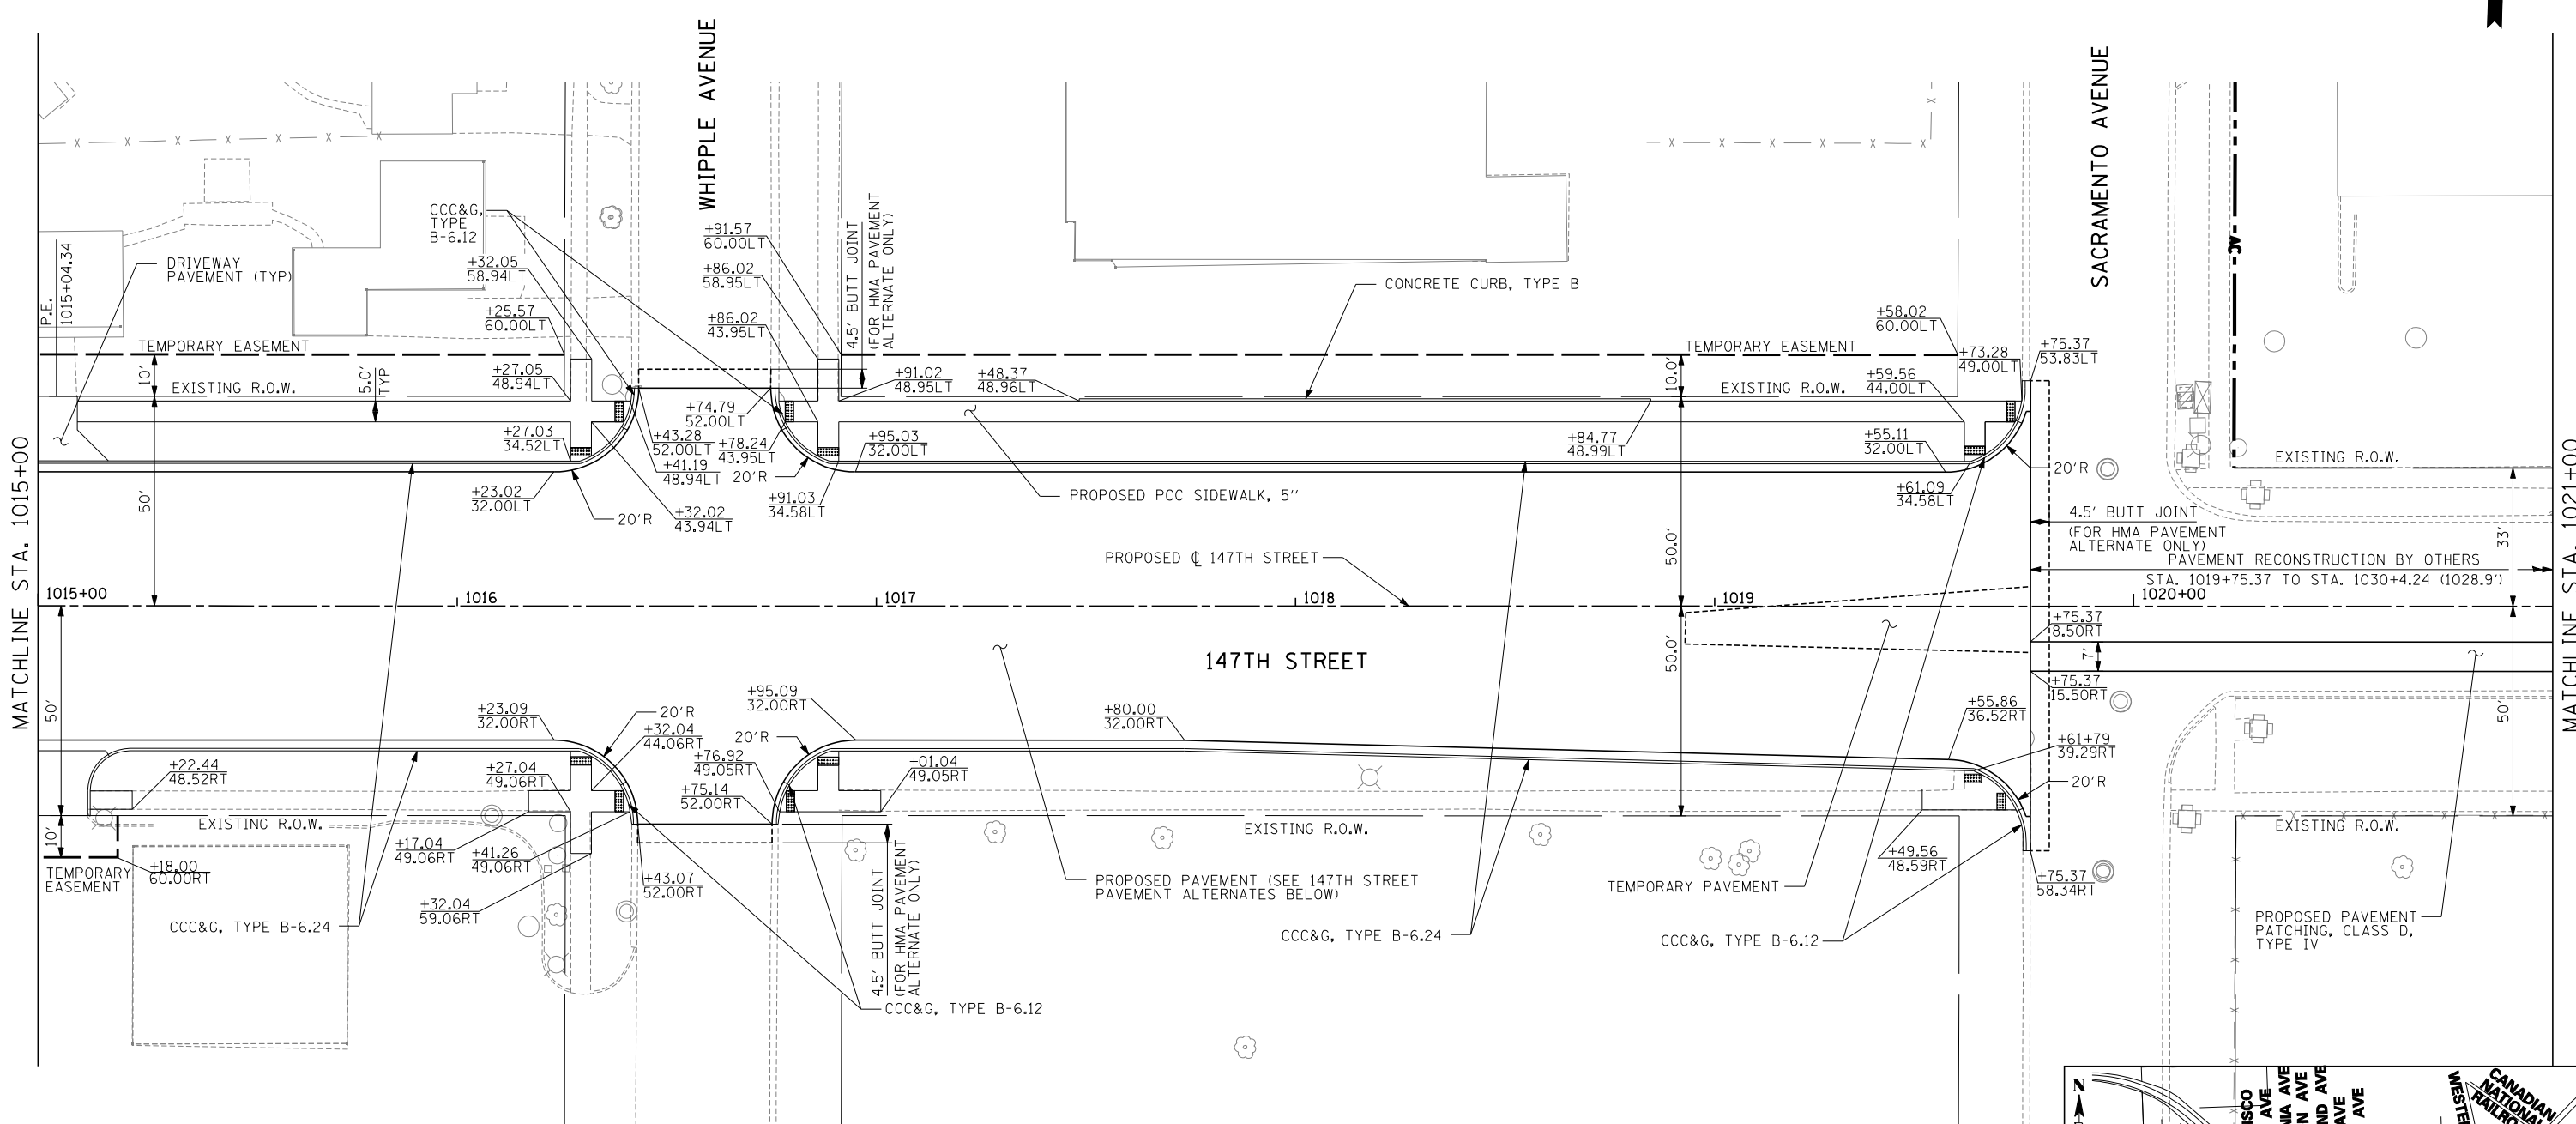 WHIPPLE AVENUE
SACRAMENTO AVENUE
MATCHLINE STA. 1015+00
MATCHLINE STA. 1021+00
P.E.
1015+04.34
DRIVEWAY
PAVEMENT (TYP)
CCC&G,
TYPE
B-6.12
+32.05
58.94LT
+25.57
60.00LT
+27.05
48.94LT
+91.57
60.00LT
+86.02
58.95LT
+86.02
43.95LT
4.5' BUTT JOINT
(FOR HMA PAVEMENT
ALTERNATE ONLY)
CONCRETE CURB, TYPE B
+58.02
60.00LT
+73.28
49.00LT
+75.37
53.83LT
AC
TEMPORARY EASEMENT
TEMPORARY EASEMENT
10'
EXISTING R.O.W.
5.0'
TYP
+91.02
48.95LT
+48.37
48.96LT
10.0'
EXISTING R.O.W.
+59.56
44.00LT
+74.79
52.00LT
+27.03
34.52LT
+43.28
52.00LT
+78.24
43.95LT
+95.03
32.00LT
+84.77
48.99LT
+55.11
32.00LT
+41.19
48.94LT
20'R
20'R
EXISTING R.O.W.
50'
+23.02
32.00LT
20'R
+32.02
43.94LT
+91.03
34.58LT
PROPOSED PCC SIDEWALK, 5"
+61.09
34.58LT
4.5' BUTT JOINT
(FOR HMA PAVEMENT
ALTERNATE ONLY)
33'
PROPOSED ℄ 147TH STREET
50.0'
PAVEMENT RECONSTRUCTION BY OTHERS
STA. 1019+75.37 TO STA. 1030+4.24 (1028.9')
1015+00
1016
1017
1018
1019
1020+00
147TH STREET
+75.37
8.50RT
7'
+75.37
15.50RT
50'
50.0'
50'
+23.09
32.00RT
20'R
+32.04
44.06RT
+95.09
32.00RT
20'R
+80.00
32.00RT
+55.86
36.52RT
+61+79
39.29RT
20'R
+22.44
48.52RT
+27.04
49.06RT
+76.92
49.05RT
+01.04
49.05RT
+75.14
52.00RT
10'
EXISTING R.O.W.
EXISTING R.O.W.
EXISTING R.O.W.
+17.04
49.06RT
+41.26
49.06RT
TEMPORARY
EASEMENT
+18.00
60.00RT
+43.07
52.00RT
+32.04
59.06RT
+49.56
48.59RT
+75.37
58.34RT
PROPOSED PAVEMENT (SEE 147TH STREET
PAVEMENT ALTERNATES BELOW)
TEMPORARY PAVEMENT
CCC&G, TYPE B-6.24
4.5' BUTT JOINT
(FOR HMA PAVEMENT
ALTERNATE ONLY)
CCC&G, TYPE B-6.24
CCC&G, TYPE B-6.12
PROPOSED PAVEMENT
PATCHING, CLASS D,
TYPE IV
CCC&G, TYPE B-6.12
N
AVE
AVE
AVE
AVE
CANADIAN
NATIONAL